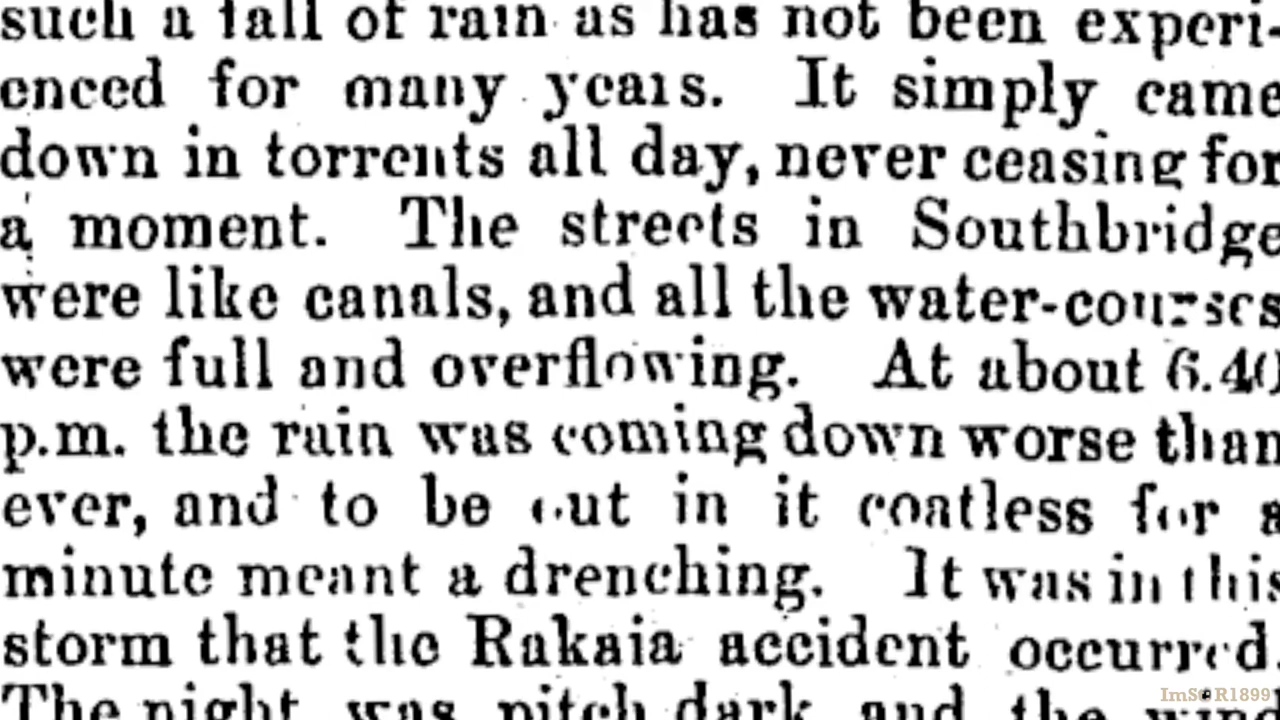 such a fall of rain as has not been experi-
enced for many years. It simply came
down in torrents all day, never ceasing for
a moment. The streets in Southbridge
were like canals, and all the water-courses
were full and overflowing. At about 6.40
p.m. the rain was coming down worse than
ever, and to be out in it coatless for a
minute meant a drenching. It was in this
storm that the Rakaia accident occurred.
The night was pitch dark and the wind